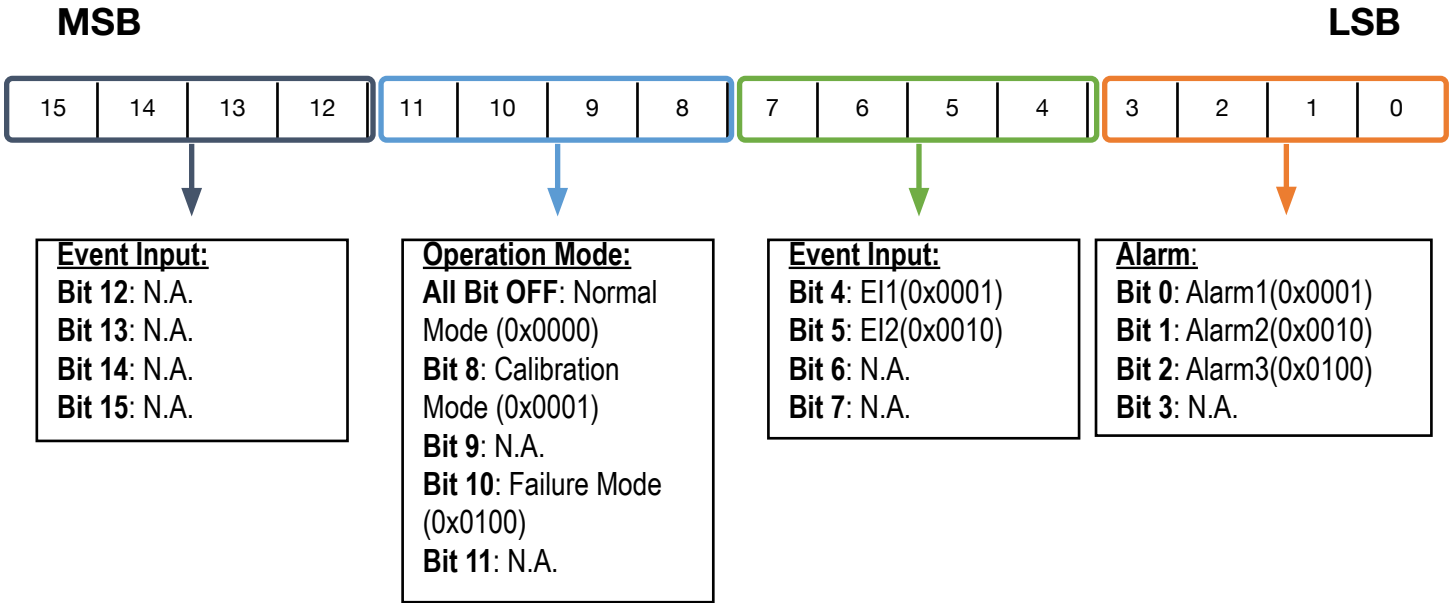 MSB LSB
15 14 13 12 11 10 9 8 7 6 5 4 3 2 1 0
Event Input:
Bit 12: N.A.
Bit 13: N.A.
Bit 14: N.A.
Bit 15: N.A.
Operation Mode:
All Bit OFF: Normal
Mode (0x0000)
Bit 8: Calibration
Mode (0x0001)
Bit 9: N.A.
Bit 10: Failure Mode
(0x0100)
Bit 11: N.A.
Event Input:
Bit 4: EI1(0x0001)
Bit 5: EI2(0x0010)
Bit 6: N.A.
Bit 7: N.A.
Alarm:
Bit 0: Alarm1(0x0001)
Bit 1: Alarm2(0x0010)
Bit 2: Alarm3(0x0100)
Bit 3: N.A.